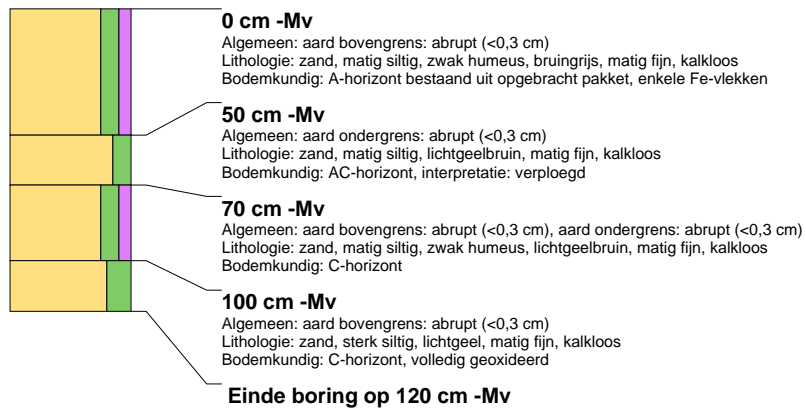 0 cm -Mv
Algemeen: aard bovengrens: abrupt (<0,3 cm)
Lithologie: zand, matig siltig, zwak humeus, bruingrijs, matig fijn, kalkloos
Bodemkundig: A-horizont bestaand uit opgebracht pakket, enkele Fe-vlekken
50 cm -Mv
Algemeen: aard ondergrens: abrupt (<0,3 cm)
Lithologie: zand, matig siltig, lichtgeelbruin, matig fijn, kalkloos
Bodemkundig: AC-horizont, interpretatie: verploegd
70 cm -Mv
Algemeen: aard bovengrens: abrupt (<0,3 cm), aard ondergrens: abrupt (<0,3 cm)
Lithologie: zand, matig siltig, zwak humeus, lichtgeelbruin, matig fijn, kalkloos
Bodemkundig: C-horizont
100 cm -Mv
Algemeen: aard bovengrens: abrupt (<0,3 cm)
Lithologie: zand, sterk siltig, lichtgeel, matig fijn, kalkloos
Bodemkundig: C-horizont, volledig geoxideerd
Einde boring op 120 cm -Mv